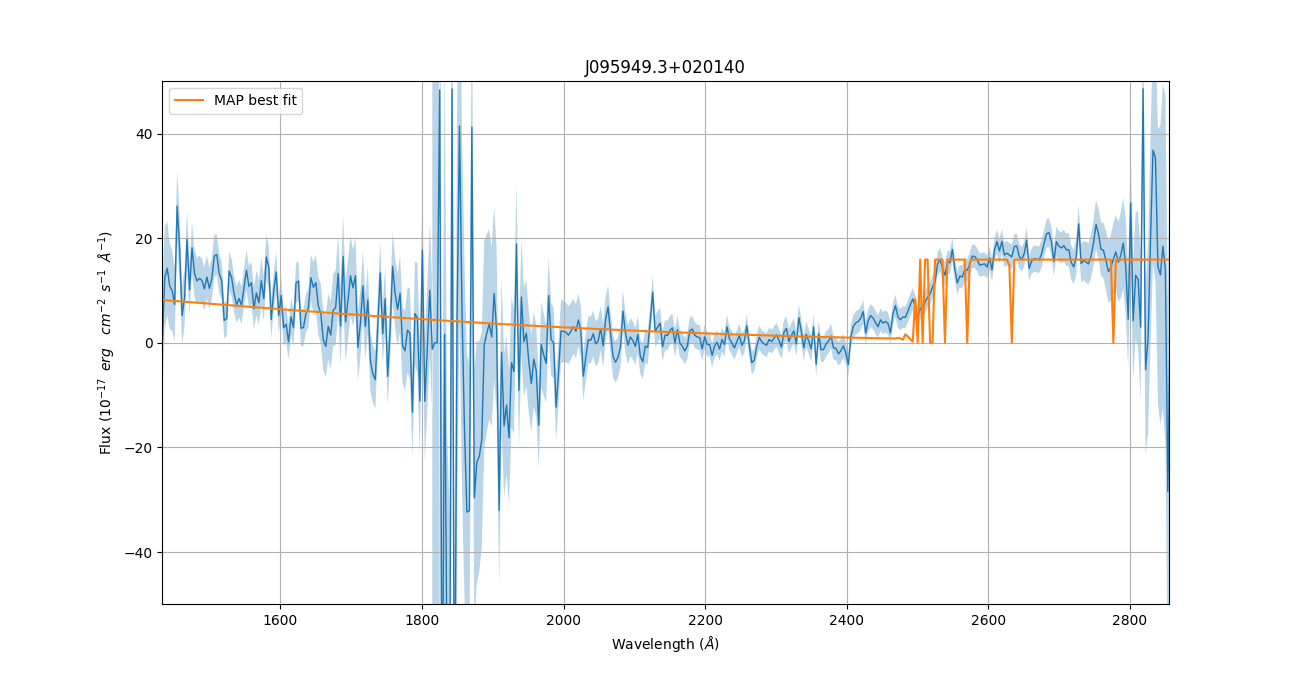 J095949.3+020140
MAP best fit
40
20
0
−20
−40
Flux (10⁻¹⁷ erg cm⁻² s⁻¹ Å⁻¹)
1600 1800 2000 2200 2400 2600 2800
Wavelength (Å)